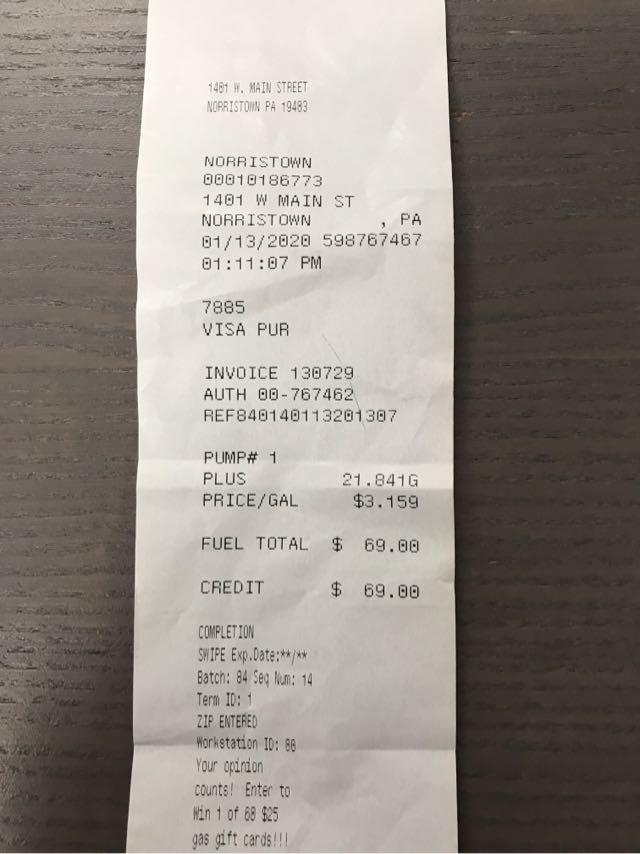 1401 W. MAIN STREET
NORRISTOWN PA 19403
NORRISTOWN
00010186773
1401 W MAIN ST
NORRISTOWN , PA
01/13/2020 598767467
01:11:07 PM
7885
VISA PUR
INVOICE 130729
AUTH 00-767462
REF840140113201307
PUMP# 1
PLUS 21.841G
PRICE/GAL $3.159
FUEL TOTAL $ 69.00
CREDIT $ 69.00
COMPLETION
SWIPE Exp.Date:**/**
Batch: 84 Seq Num: 14
Term ID: 1
ZIP ENTERED
Workstation ID: 00
Your opinion
counts! Enter to
Win 1 of 60 $25
gas gift cards!!!